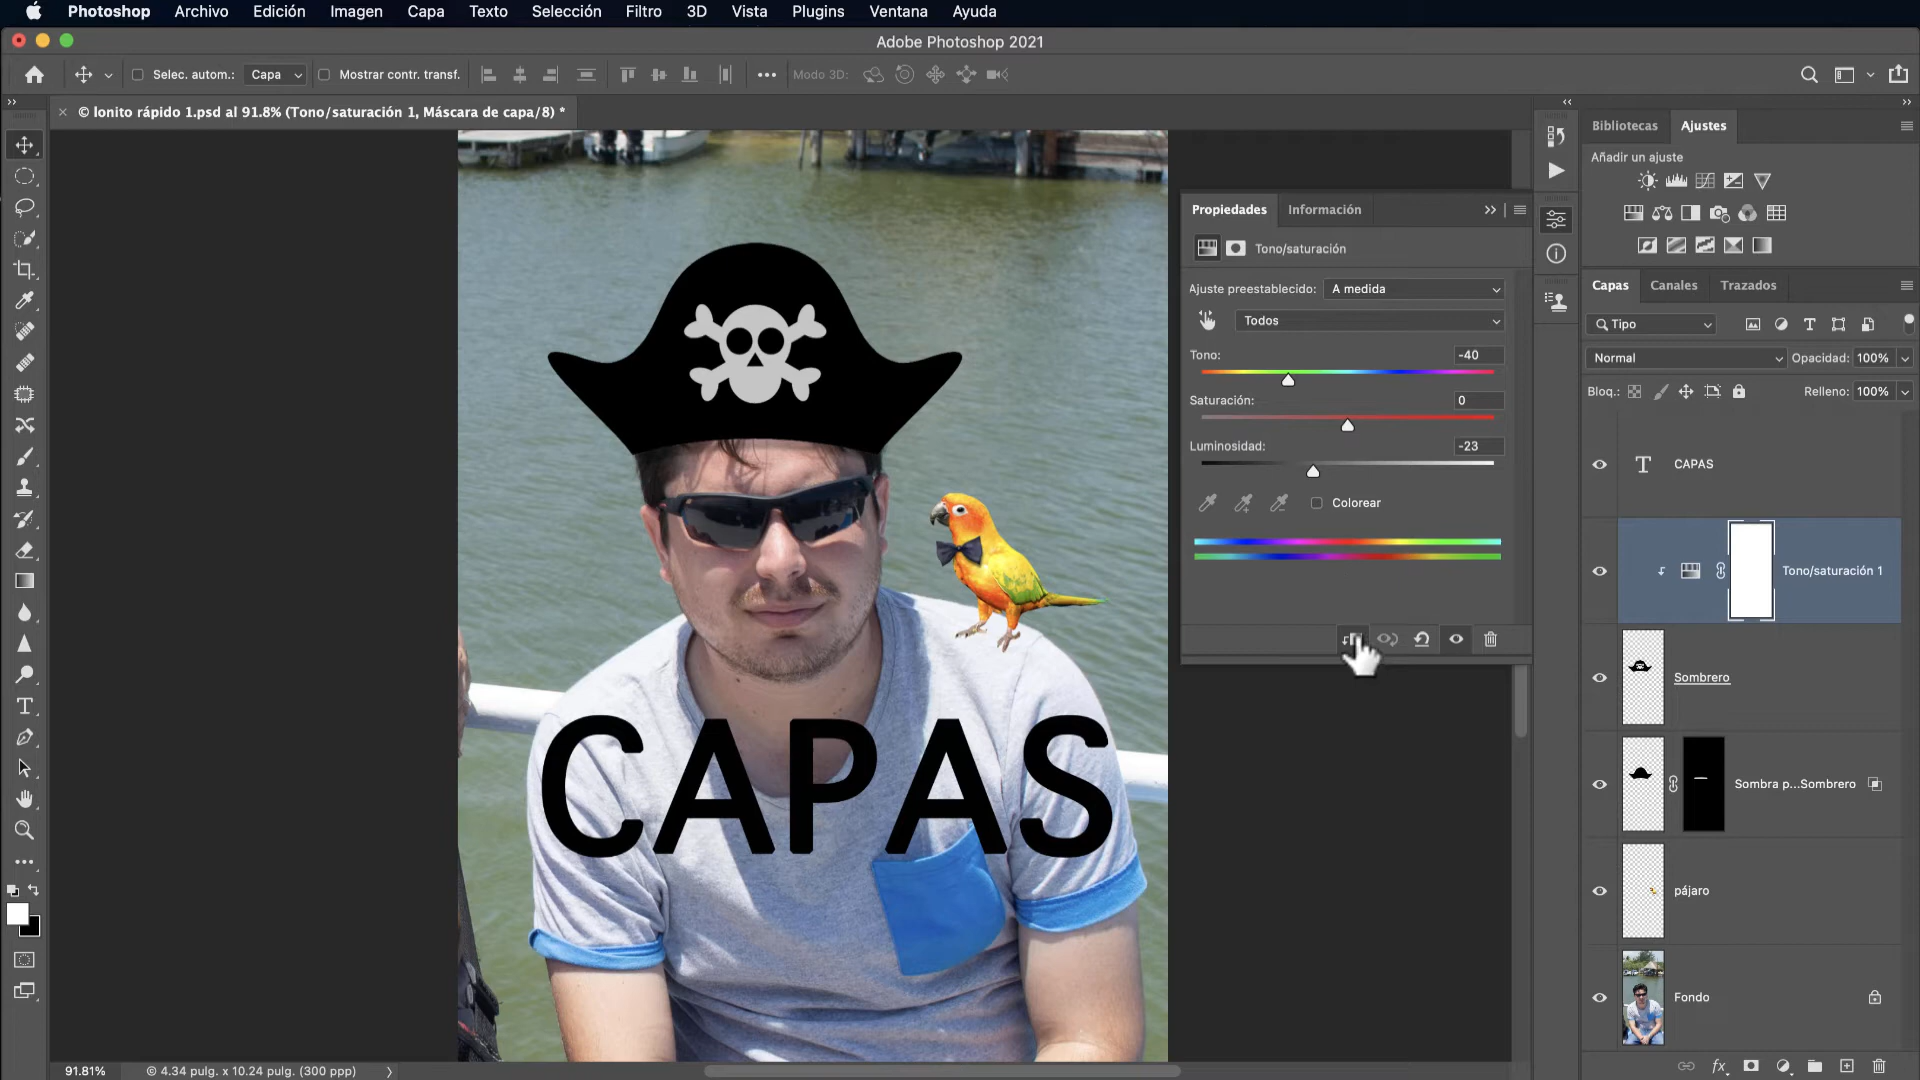 Photoshop Archivo Edición Imagen Capa Texto Selección Filtro 3D Vista Plugins Ventana Ayuda
Adobe Photoshop 2021
Selec. autom.: Capa Mostrar contr. transf. Modo 3D:
© lonito rápido 1.psd al 91.8% (Tono/saturación 1, Máscara de capa/8) *
Bibliotecas Ajustes
Añadir un ajuste
Propiedades Información
Tono/saturación
Ajuste preestablecido: A medida
Todos
Tono: -40
Saturación: 0
Luminosidad: -23
Colorear
Capas Canales Trazados
Tipo
Normal Opacidad: 100%
Bloq.: Relleno: 100%
CAPAS
Tono/saturación 1
Sombrero
Sombra p...Sombrero
pájaro
Fondo
CAPAS
91.81% © 4.34 pulg. x 10.24 pulg. (300 ppp)